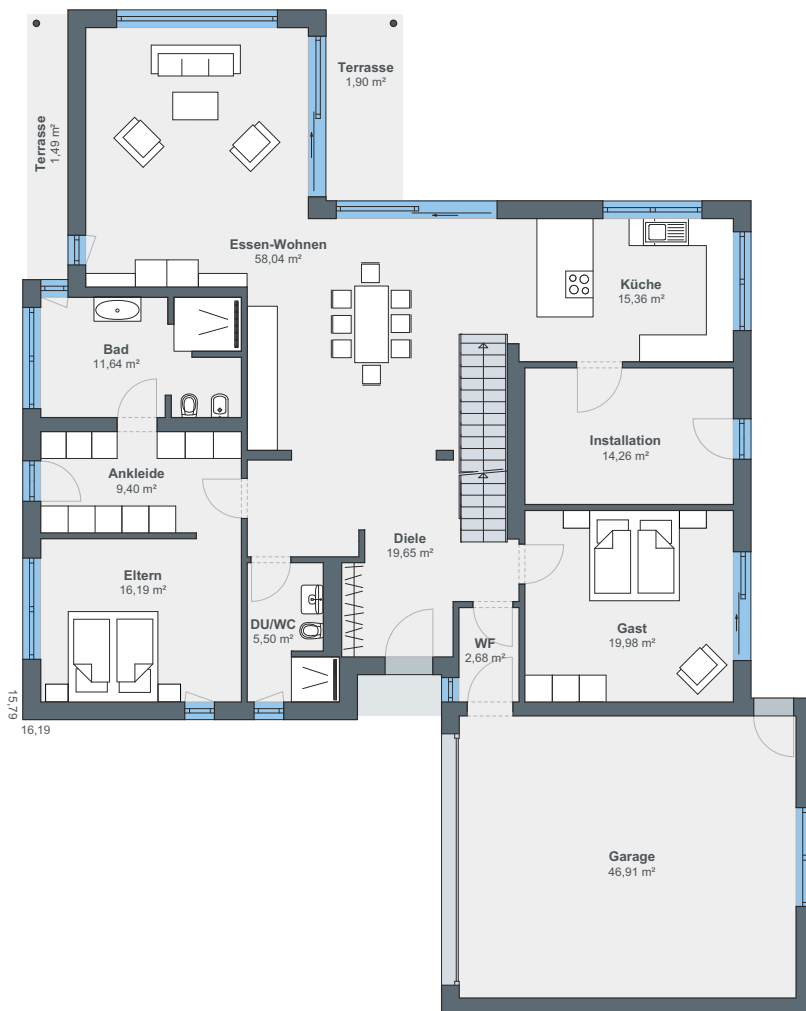 Terrasse
1,90 m²
Terrasse
1,49 m²
Essen-Wohnen
58,04 m²
Küche
15,36 m²
Bad
11,64 m²
Installation
14,26 m²
Ankleide
9,40 m²
Diele
19,65 m²
Eltern
16,19 m²
DU/WC
5,50 m²
WF
2,68 m²
Gast
19,98 m²
15,79
16,19
Garage
46,91 m²